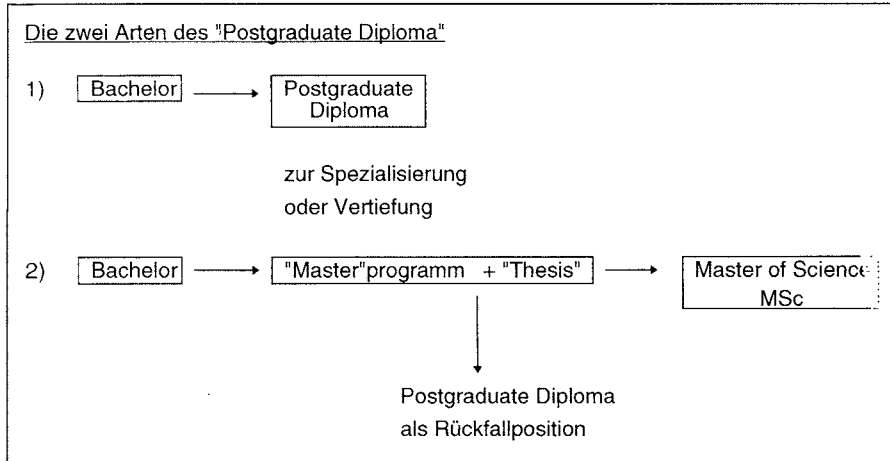 Die zwei Arten des "Postgraduate Diploma"
1) Bachelor Postgraduate
Diploma
zur Spezialisierung
oder Vertiefung
2) Bachelor "Master"programm + "Thesis" Master of Science
MSc
Postgraduate Diploma
als Rückfallposition